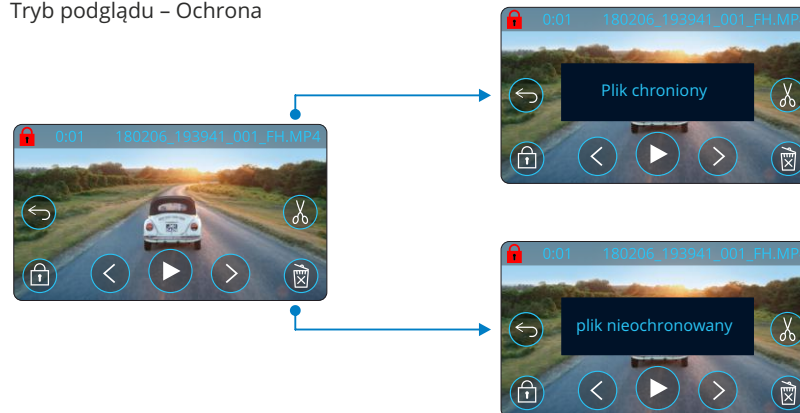 Tryb podglądu – Ochrona
0:01 180206_193941_001_FH.MP4
0:01 180206_193941_001_FH.MP
Plik chroniony
0:01 180206_193941_001_FH.MP
plik nieochronowany